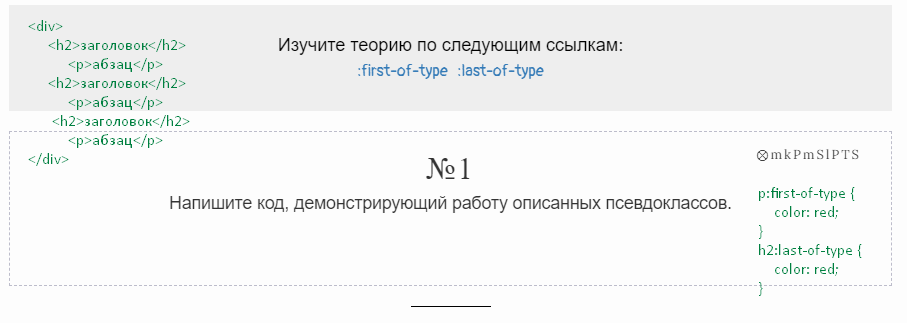 <div>
<h2>заголовок</h2>
<p>абзац</p>
<h2>заголовок</h2>
<p>абзац</p>
<h2>заголовок</h2>
<p>абзац</p>
</div>
Изучите теорию по следующим ссылкам:
:first-of-type :last-of-type
№1
⊗mkPmSlPTS
Напишите код, демонстрирующий работу описанных псевдоклассов.
p:first-of-type {
color: red;
}
h2:last-of-type {
color: red;
}